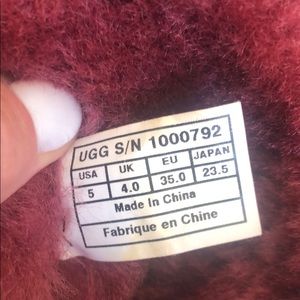 UGG S/N 1000792
USA UK EU JAPAN
5 4.0 35.0 23.5
Made In China
Fabrique en Chine